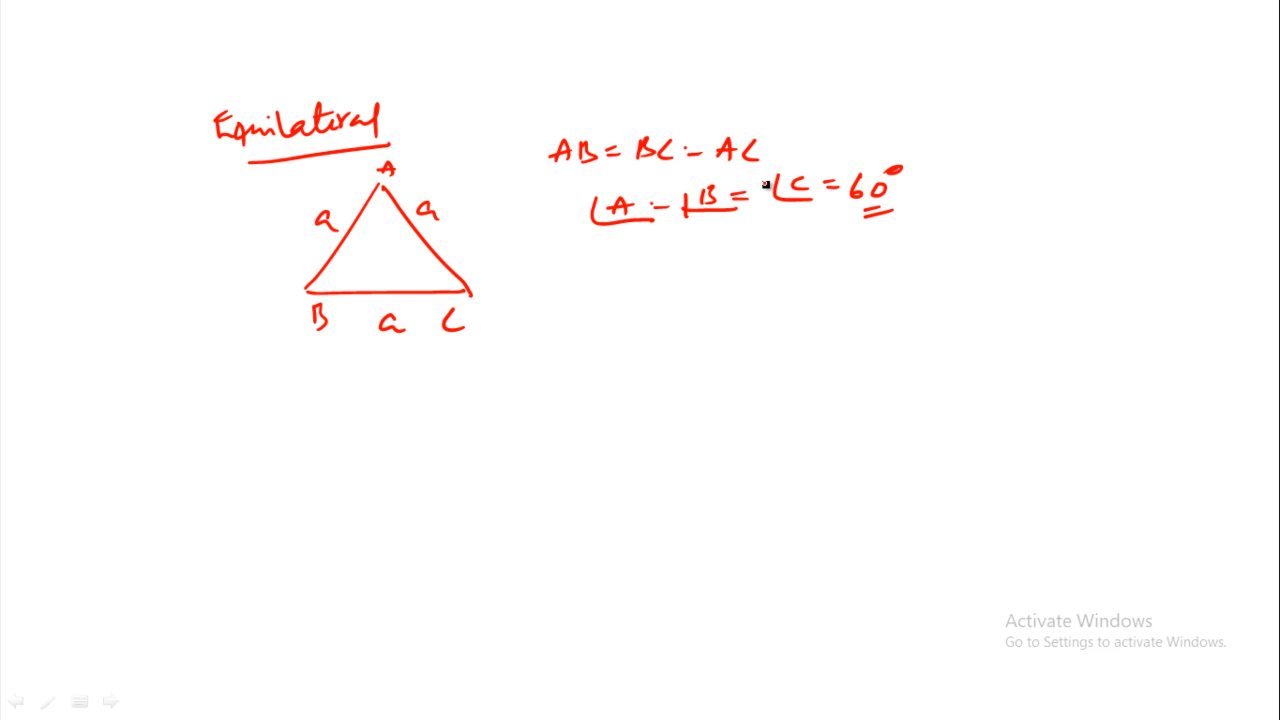 Equilateral
AB = BC = AC
∠A = ∠B = ∠C = 60°
A
a a
B a C
Activate Windows
Go to Settings to activate Windows.